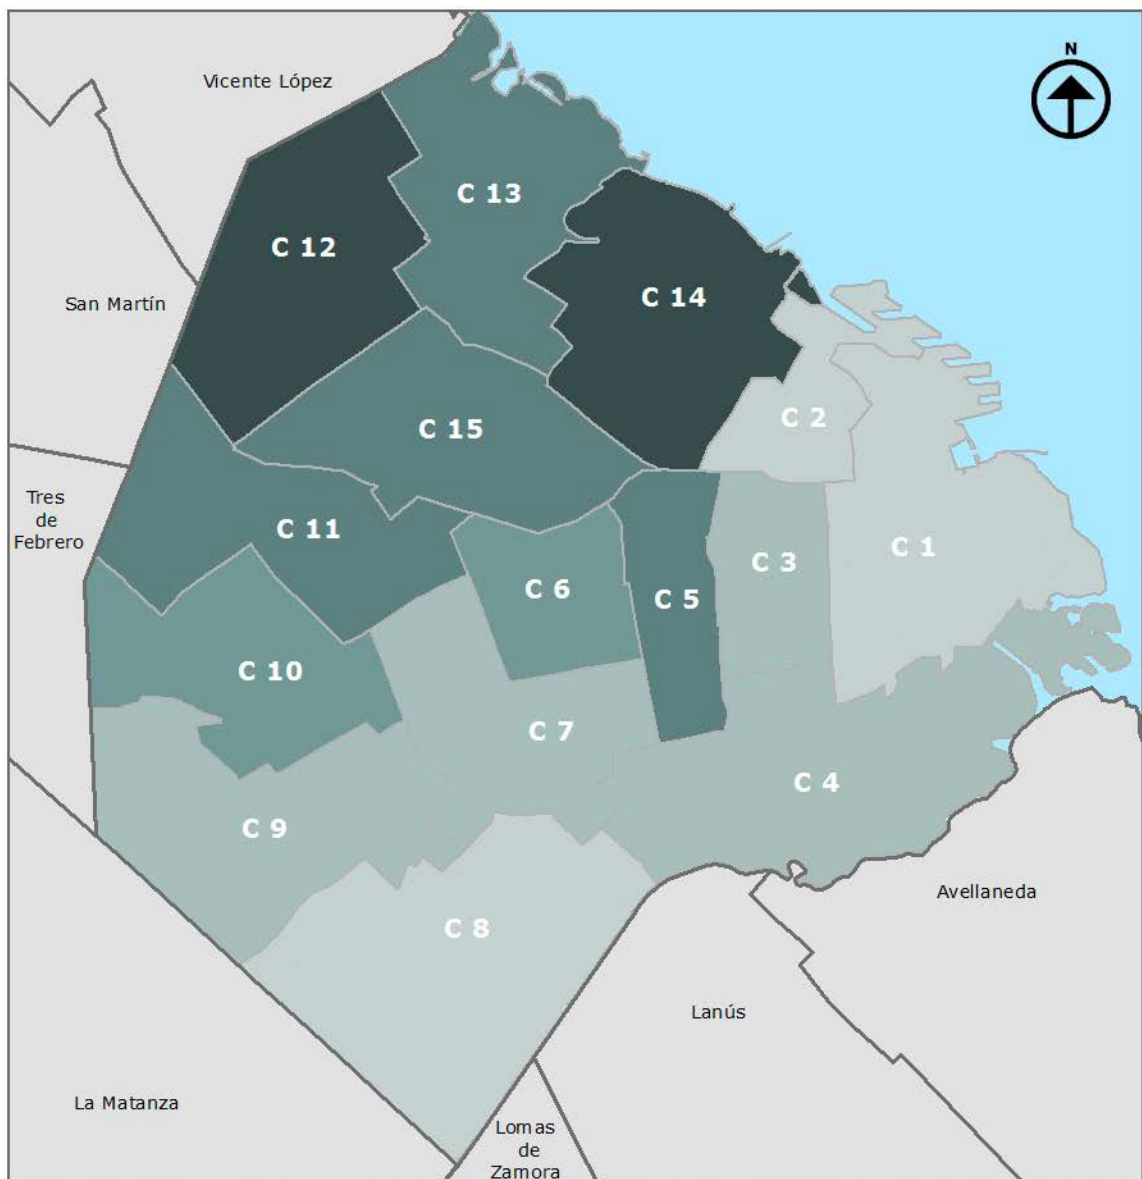 N
Vicente López
C 13
C 12
C 14
San Martín
C 2
C 15
Tres
de
Febrero
C 11
C 1
C 3
C 6
C 5
C 10
C 7
C 4
C 9
Avellaneda
C 8
Lanús
La Matanza
Lomas
de
Zamora